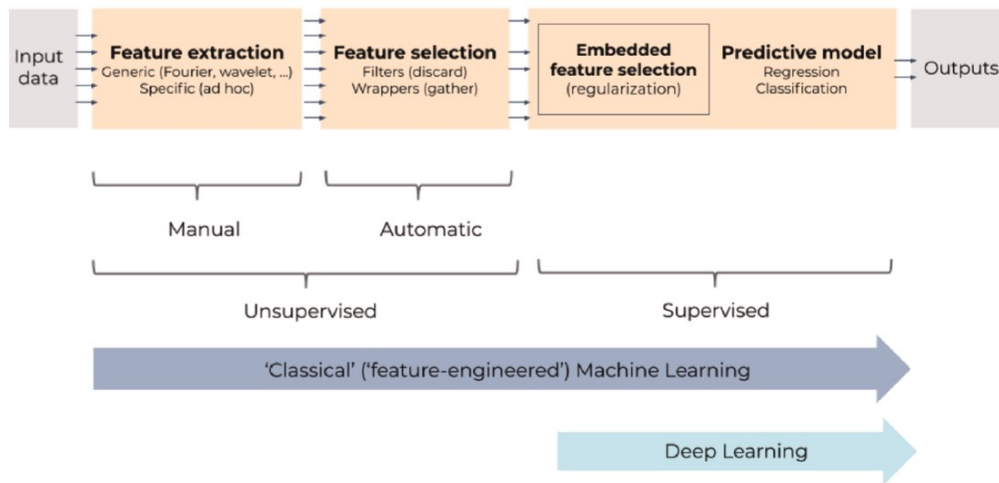 Input
data
Feature extraction
Generic (Fourier, wavelet, ...)
Specific (ad hoc)
Feature selection
Filters (discard)
Wrappers (gather)
Embedded
feature selection
(regularization)
Predictive model
Regression
Classification
Outputs
Manual
Automatic
Unsupervised
Supervised
‘Classical’ (‘feature-engineered’) Machine Learning
Deep Learning